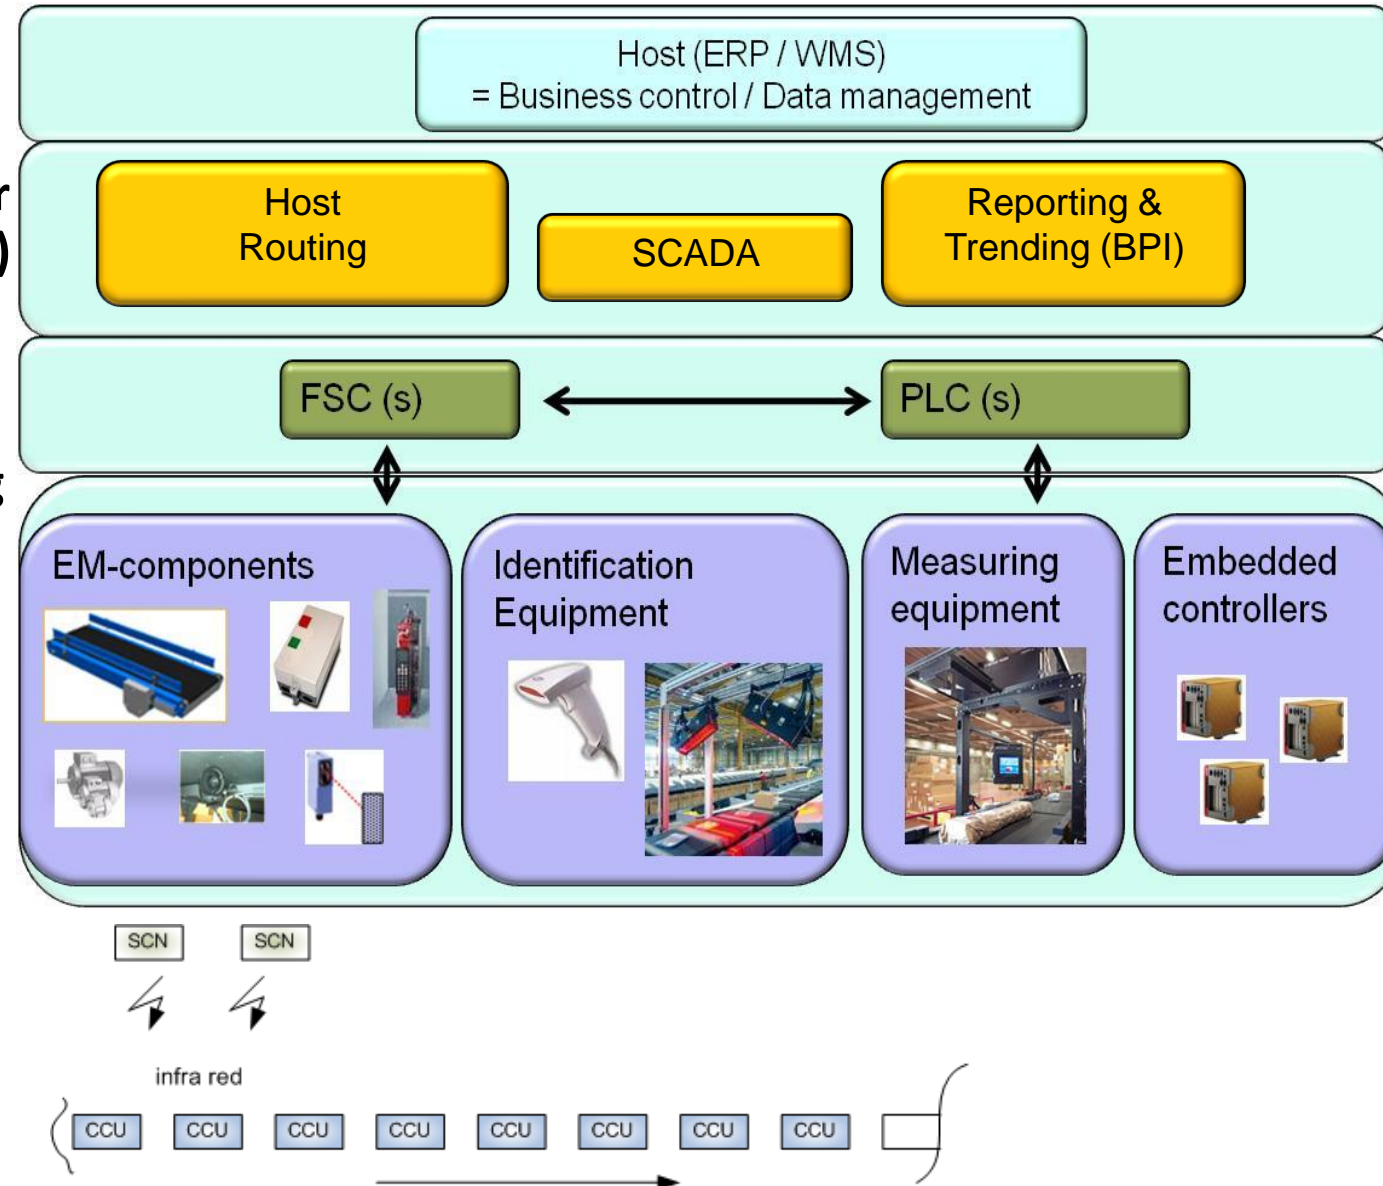 Host (ERP / WMS)
= Business control / Data management
r
)
Host
Routing
SCADA
Reporting &
Trending (BPI)
FSC (s)
PLC (s)
g
EM-components
Identification
Equipment
Measuring
equipment
Embedded
controllers
SCN SCN
infra red
CCU CCU CCU CCU CCU CCU CCU CCU